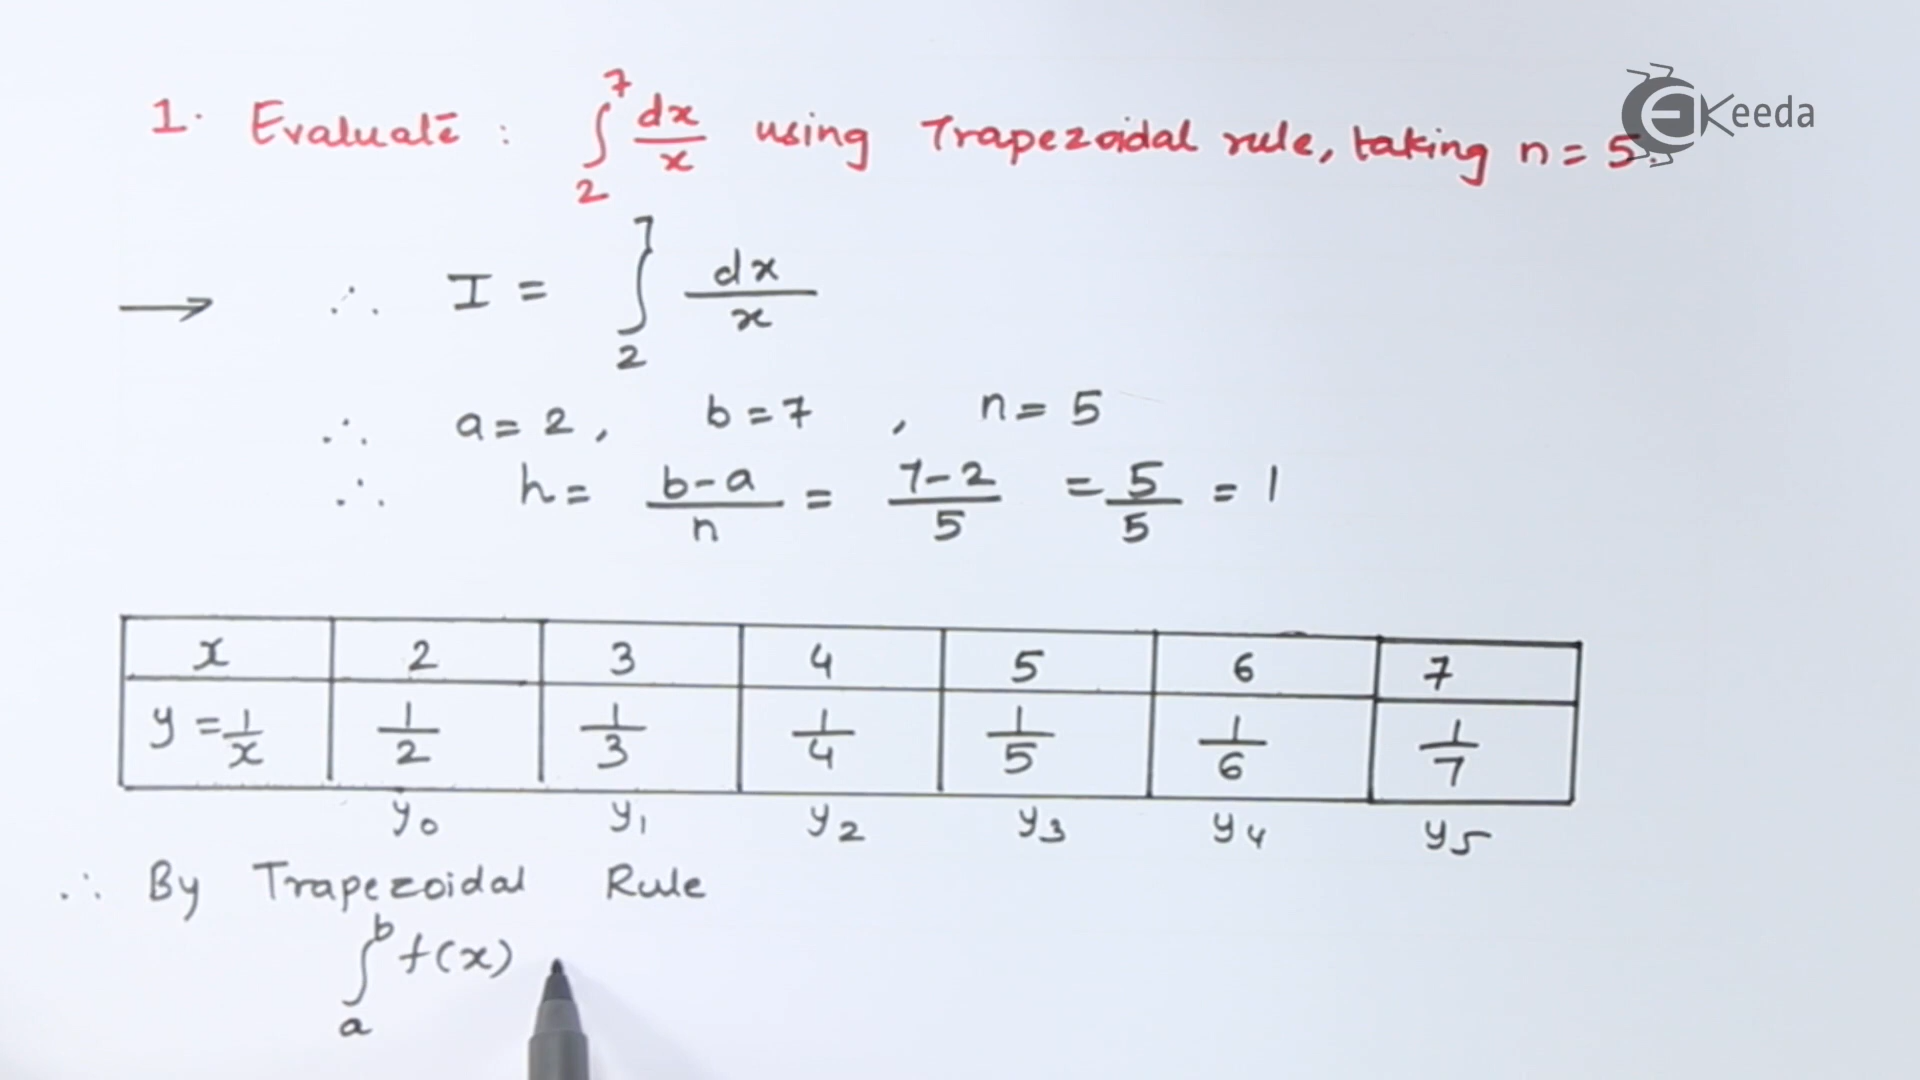 EKeeda
1. Evaluate : ∫₂⁷ dx/x using Trapezoidal rule, taking n = 5.
→ ∴ I = ∫₂⁷ dx/x
∴ a = 2, b = 7, n = 5
∴ h = b-a/n = 7-2/5 = 5/5 = 1
x 2 3 4 5 6 7
y = 1/x 1/2 1/3 1/4 1/5 1/6 1/7
y₀ y₁ y₂ y₃ y₄ y₅
∴ By Trapezoidal Rule
∫ₐᵇ f(x)